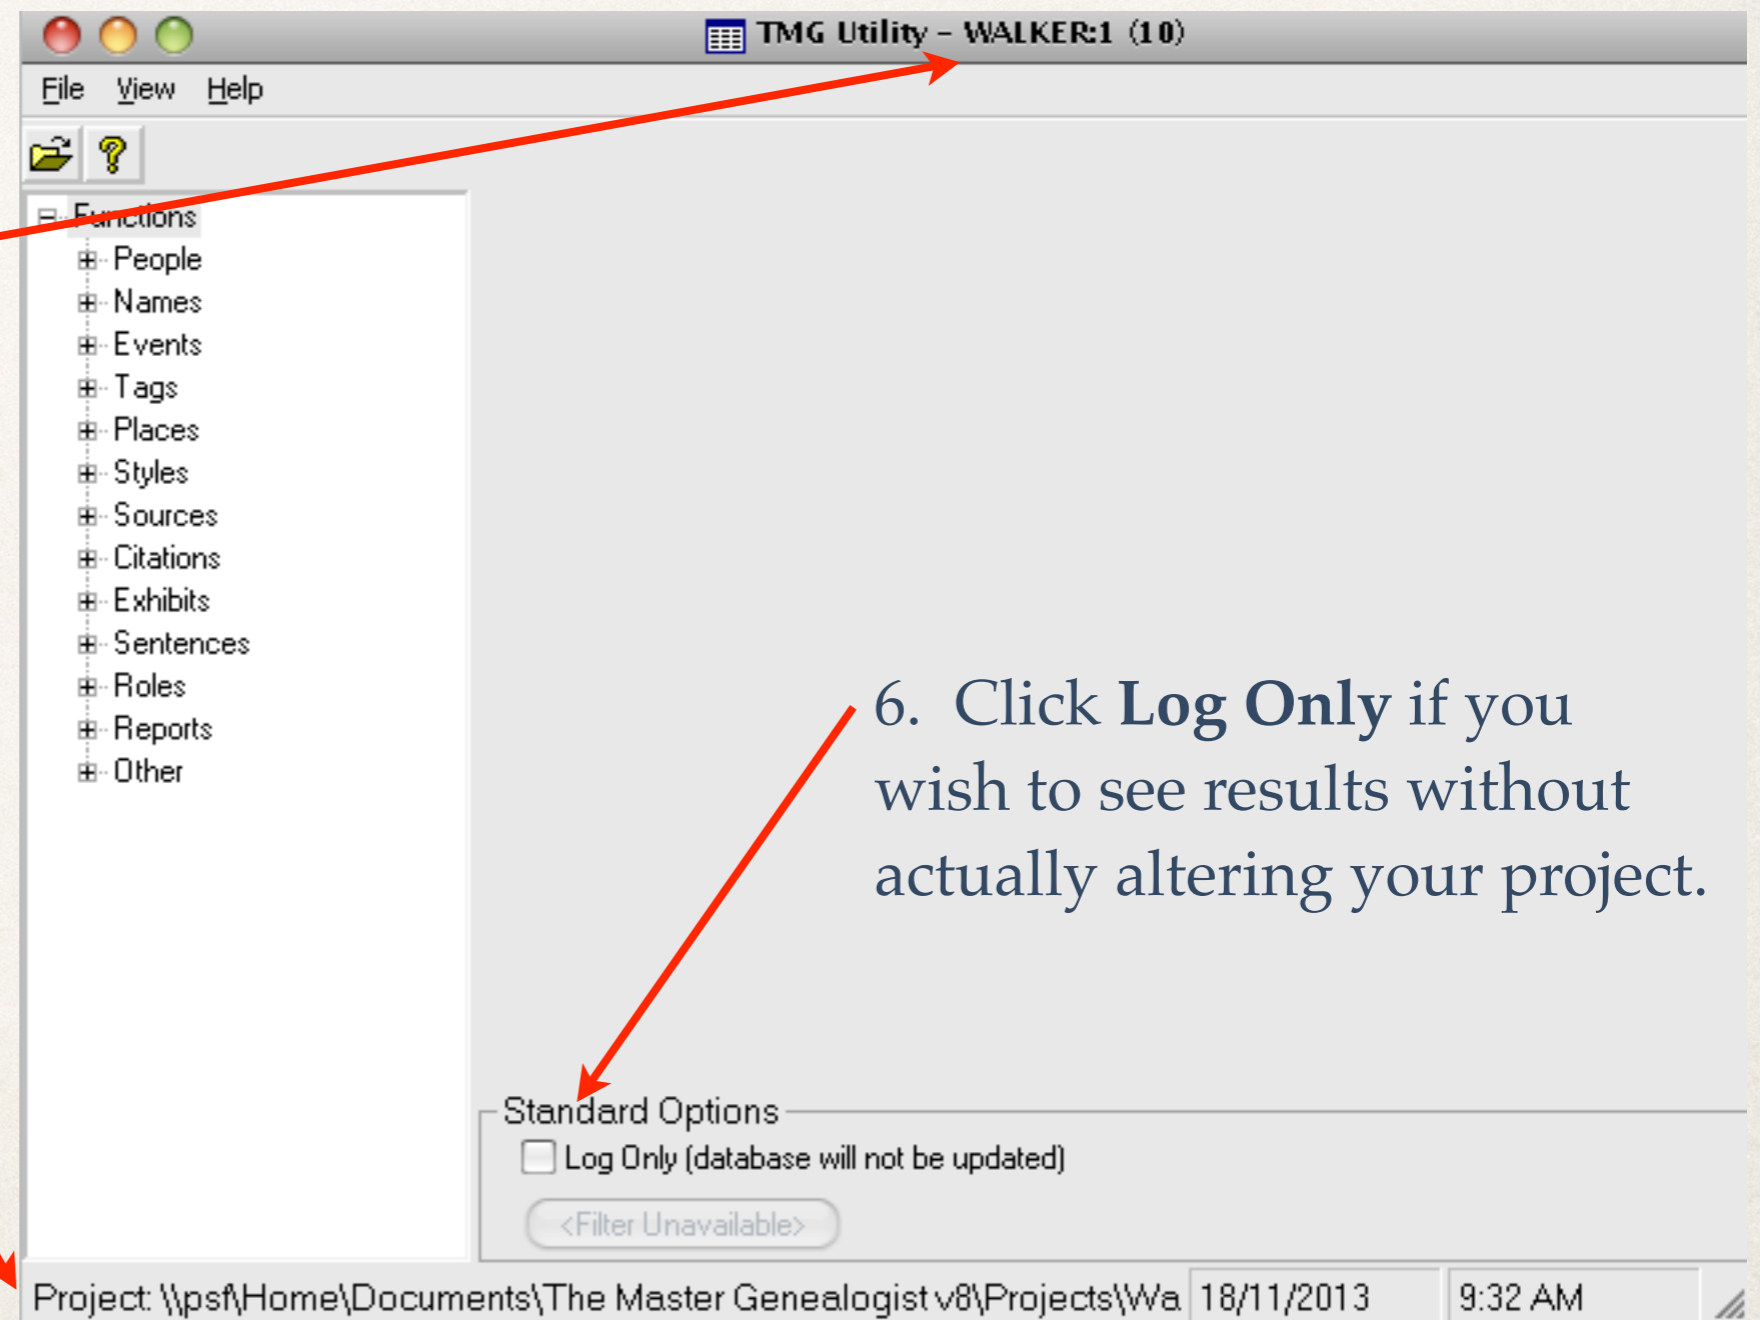 TMG Utility - WALKER:1 (10)
File View Help
Functions
People
Names
Events
Tags
Places
Styles
Sources
Citations
Exhibits
Sentences
Roles
Reports
Other
6. Click Log Only if you
wish to see results without
actually altering your project.
Standard Options
Log Only (database will not be updated)
<Filter Unavailable>
Project: \\psf\Home\Documents\The Master Genealogist v8\Projects\Wa 18/11/2013 9:32 AM